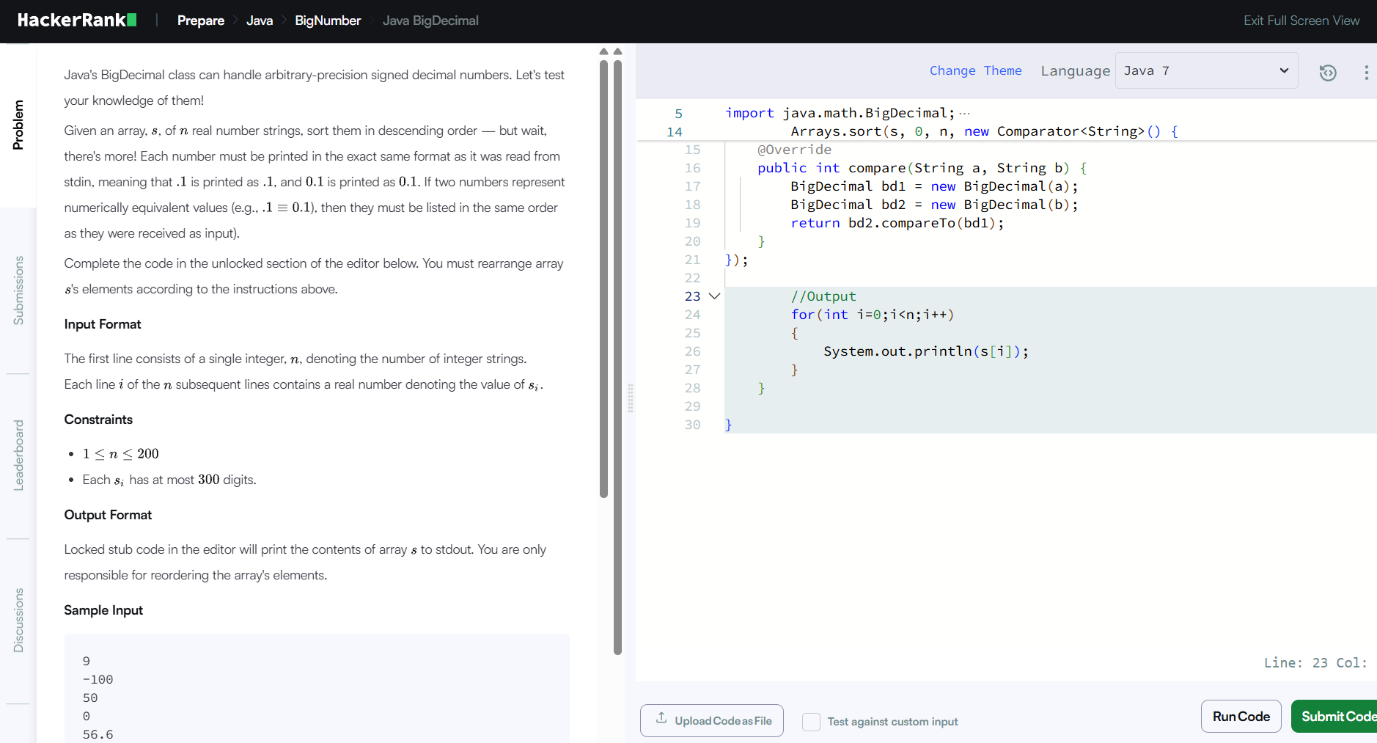 HackerRank | Prepare > Java > BigNumber > Java BigDecimal Exit Full Screen View
Problem
Submissions
Leaderboard
Discussions
Java's BigDecimal class can handle arbitrary-precision signed decimal numbers. Let's test
your knowledge of them!
Given an array, s, of n real number strings, sort them in descending order — but wait,
there's more! Each number must be printed in the exact same format as it was read from
stdin, meaning that .1 is printed as .1, and 0.1 is printed as 0.1. If two numbers represent
numerically equivalent values (e.g., .1 ≡ 0.1), then they must be listed in the same order
as they were received as input).
Complete the code in the unlocked section of the editor below. You must rearrange array
s's elements according to the instructions above.
Input Format
The first line consists of a single integer, n, denoting the number of integer strings.
Each line i of the n subsequent lines contains a real number denoting the value of sᵢ.
Constraints
• 1 ≤ n ≤ 200
• Each sᵢ has at most 300 digits.
Output Format
Locked stub code in the editor will print the contents of array s to stdout. You are only
responsible for reordering the array's elements.
Sample Input
9
-100
50
0
56.6
Change Theme Language Java 7
5 import java.math.BigDecimal; ···
14 Arrays.sort(s, 0, n, new Comparator<String>() {
15 @Override
16 public int compare(String a, String b) {
17 BigDecimal bd1 = new BigDecimal(a);
18 BigDecimal bd2 = new BigDecimal(b);
19 return bd2.compareTo(bd1);
20 }
21 });
22
23 //Output
24 for(int i=0;i<n;i++)
25 {
26 System.out.println(s[i]);
27 }
28 }
29
30 }
Line: 23 Col:
Upload Code as File Test against custom input Run Code Submit Code